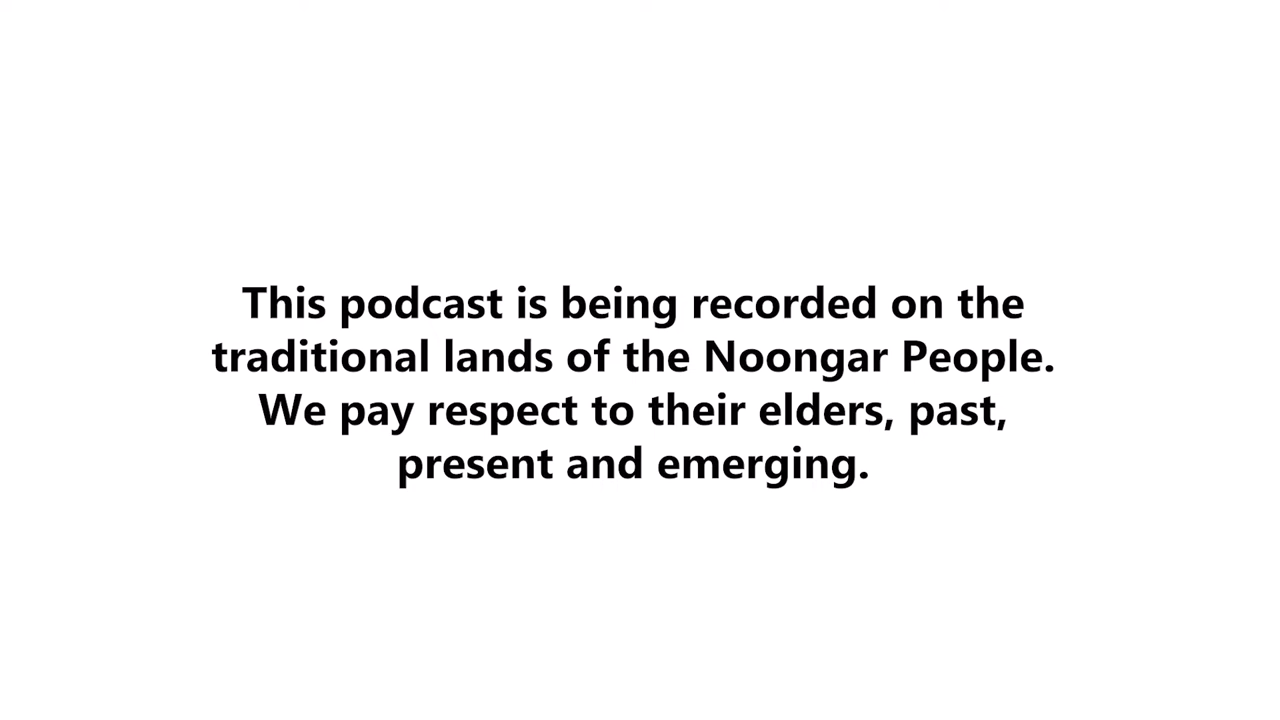 This podcast is being recorded on the
traditional lands of the Noongar People.
We pay respect to their elders, past,
present and emerging.